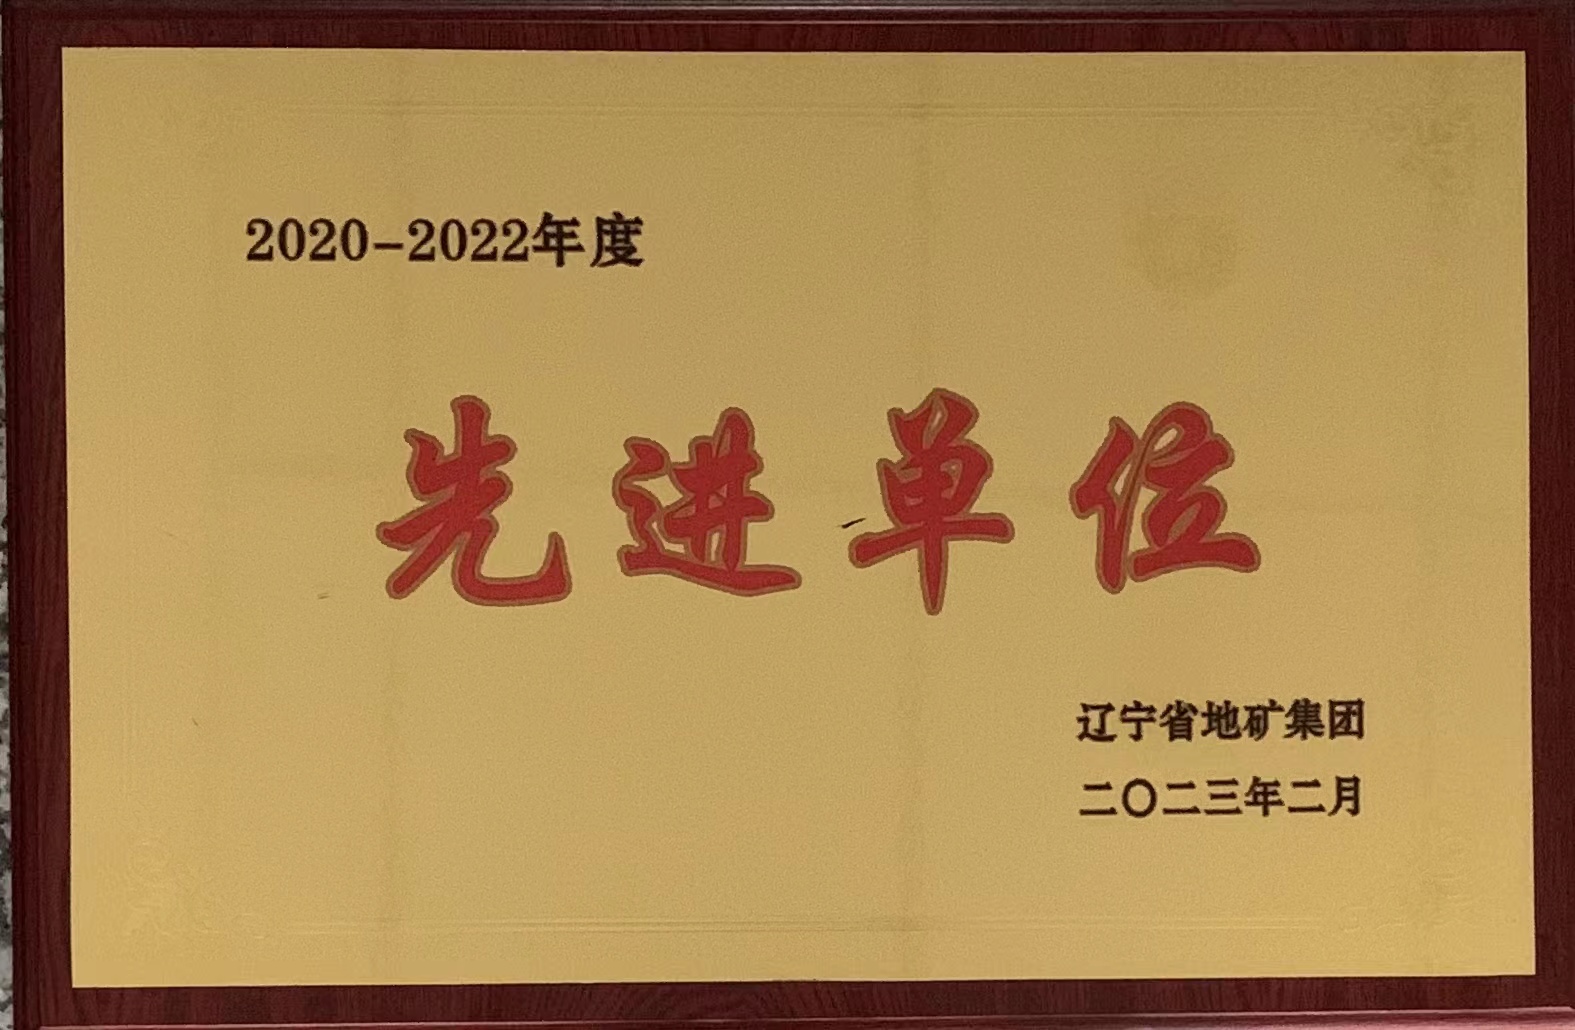 2020-2022年度
先进单位
辽宁省地矿集团
二〇二三年二月